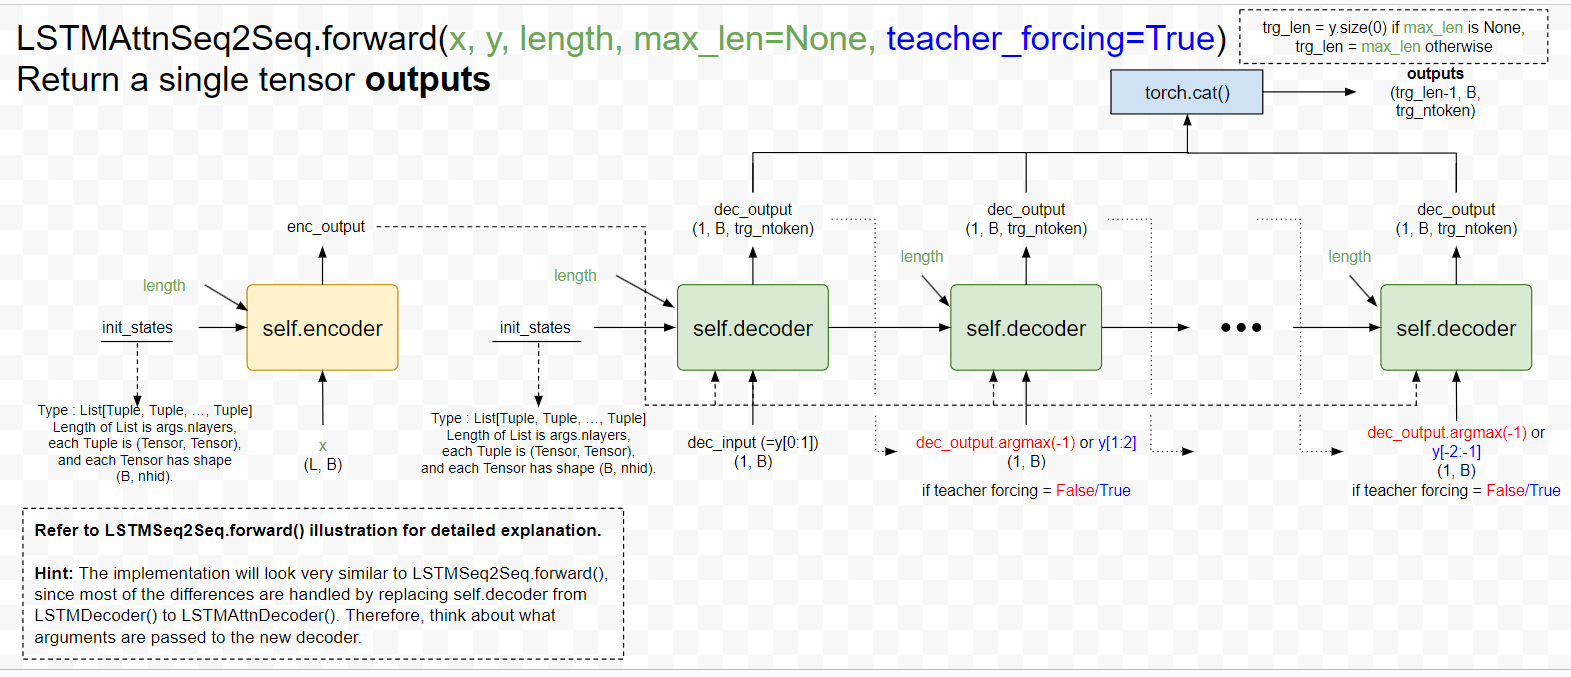 LSTMAttnSeq2Seq.forward(x, y, length, max_len=None, teacher_forcing=True)
Return a single tensor outputs
trg_len = y.size(0) if max_len is None,
trg_len = max_len otherwise
torch.cat()
outputs
(trg_len-1, B,
trg_ntoken)
enc_output
dec_output
(1, B, trg_ntoken)
dec_output
(1, B, trg_ntoken)
dec_output
(1, B, trg_ntoken)
length
length
length
length
init_states
self.encoder
init_states
self.decoder
self.decoder
●●●
self.decoder
Type : List[Tuple, Tuple, …, Tuple]
Length of List is args.nlayers,
each Tuple is (Tensor, Tensor),
and each Tensor has shape
(B, nhid).
x
(L, B)
Type : List[Tuple, Tuple, …, Tuple]
Length of List is args.nlayers,
each Tuple is (Tensor, Tensor),
and each Tensor has shape (B, nhid).
dec_input (=y[0:1])
(1, B)
dec_output.argmax(-1) or y[1:2]
(1, B)
if teacher forcing = False/True
dec_output.argmax(-1) or
y[-2:-1]
(1, B)
if teacher forcing = False/True
Refer to LSTMSeq2Seq.forward() illustration for detailed explanation.
Hint: The implementation will look very similar to LSTMSeq2Seq.forward(),
since most of the differences are handled by replacing self.decoder from
LSTMDecoder() to LSTMAttnDecoder(). Therefore, think about what
arguments are passed to the new decoder.